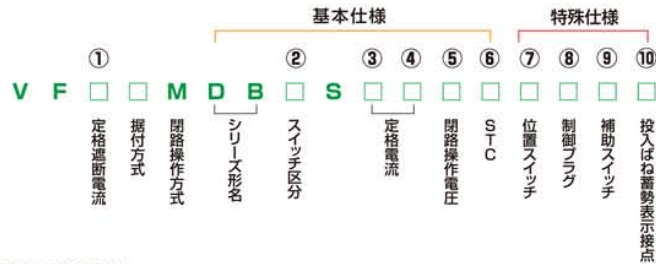 基本仕様 特殊仕様
① ② ③ ④ ⑤ ⑥ ⑦ ⑧ ⑨ ⑩
V F □ □ M D B □ S □ □ □ □ □ □ □ □
定格遮断電流
据付方式
閉路操作方式
シリーズ形名
スイッチ区分
定格電流
閉路操作電圧
STC
位置スイッチ
制御プラグ
補助スイッチ
投入ばね蓄勢表示接点